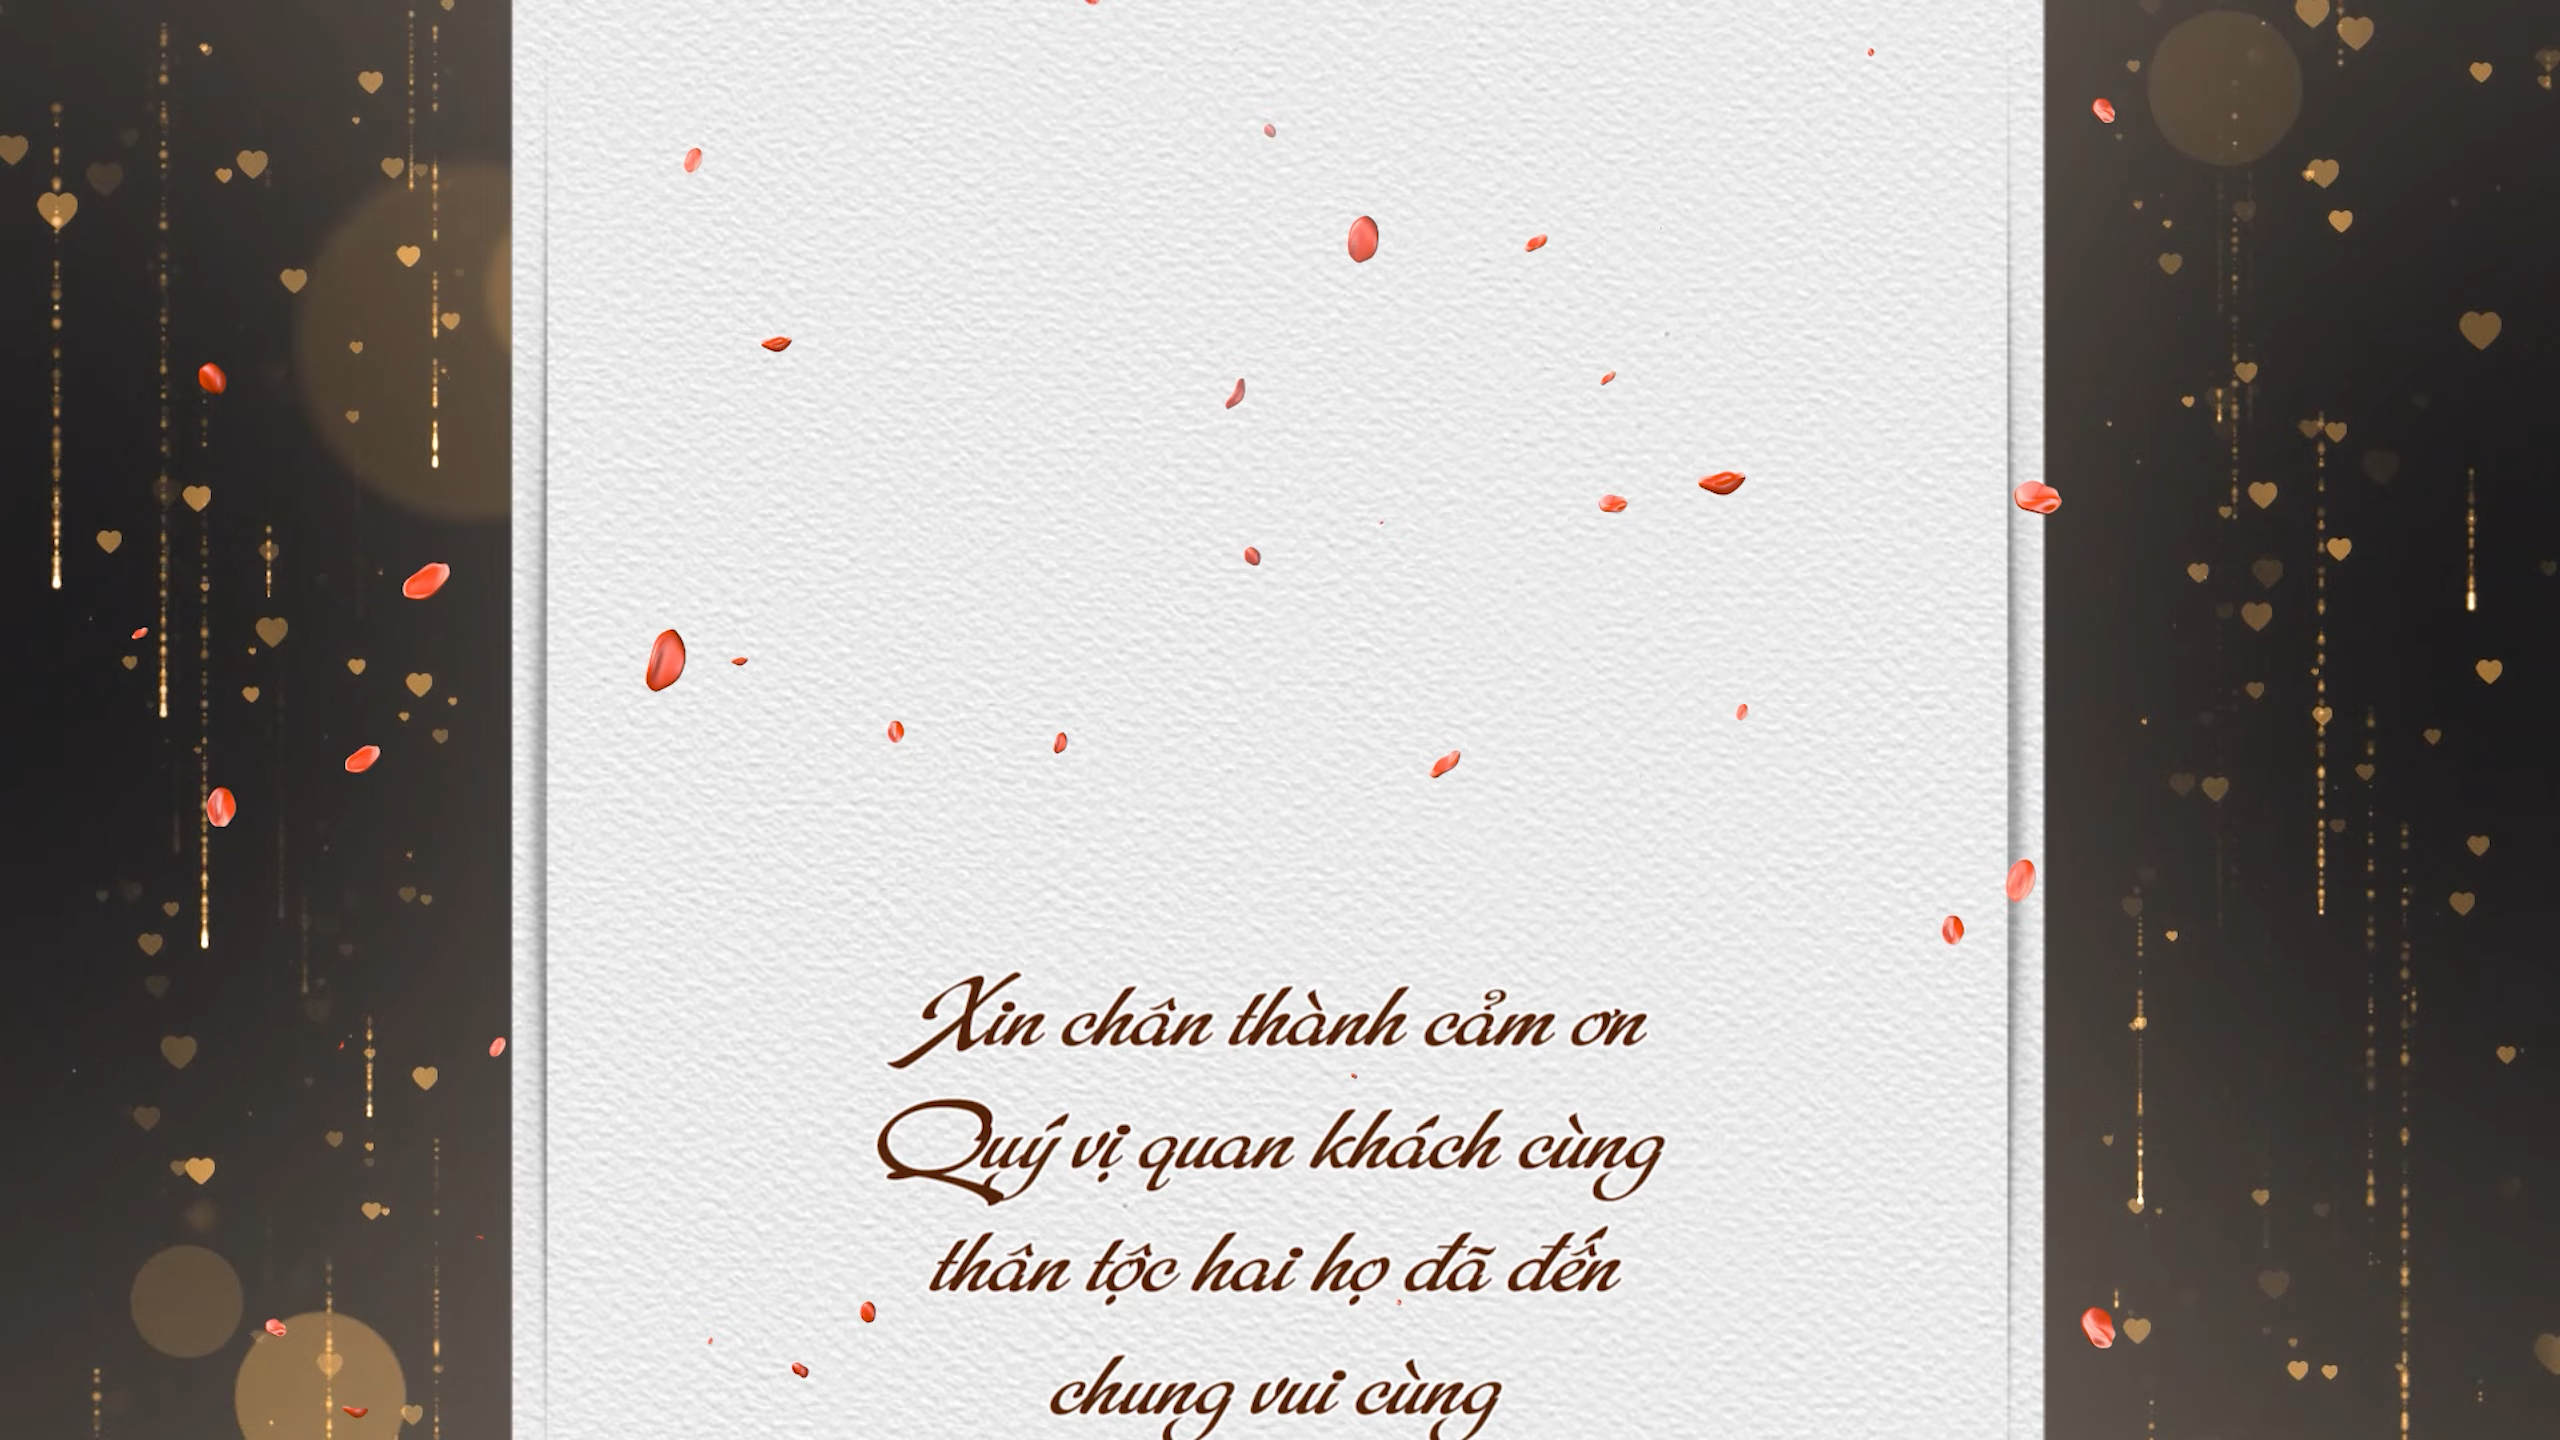 Xin chân thành cảm ơn
Quý vị quan khách cùng
thân tộc hai họ đã đến
chung vui cùng